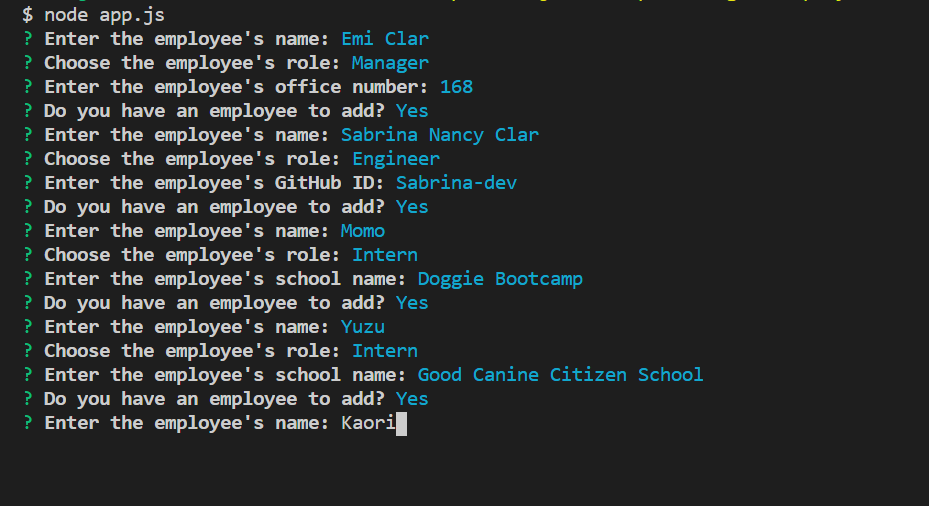 $ node app.js
? Enter the employee's name: Emi Clar
? Choose the employee's role: Manager
? Enter the employee's office number: 168
? Do you have an employee to add? Yes
? Enter the employee's name: Sabrina Nancy Clar
? Choose the employee's role: Engineer
? Enter the employee's GitHub ID: Sabrina-dev
? Do you have an employee to add? Yes
? Enter the employee's name: Momo
? Choose the employee's role: Intern
? Enter the employee's school name: Doggie Bootcamp
? Do you have an employee to add? Yes
? Enter the employee's name: Yuzu
? Choose the employee's role: Intern
? Enter the employee's school name: Good Canine Citizen School
? Do you have an employee to add? Yes
? Enter the employee's name: Kaori